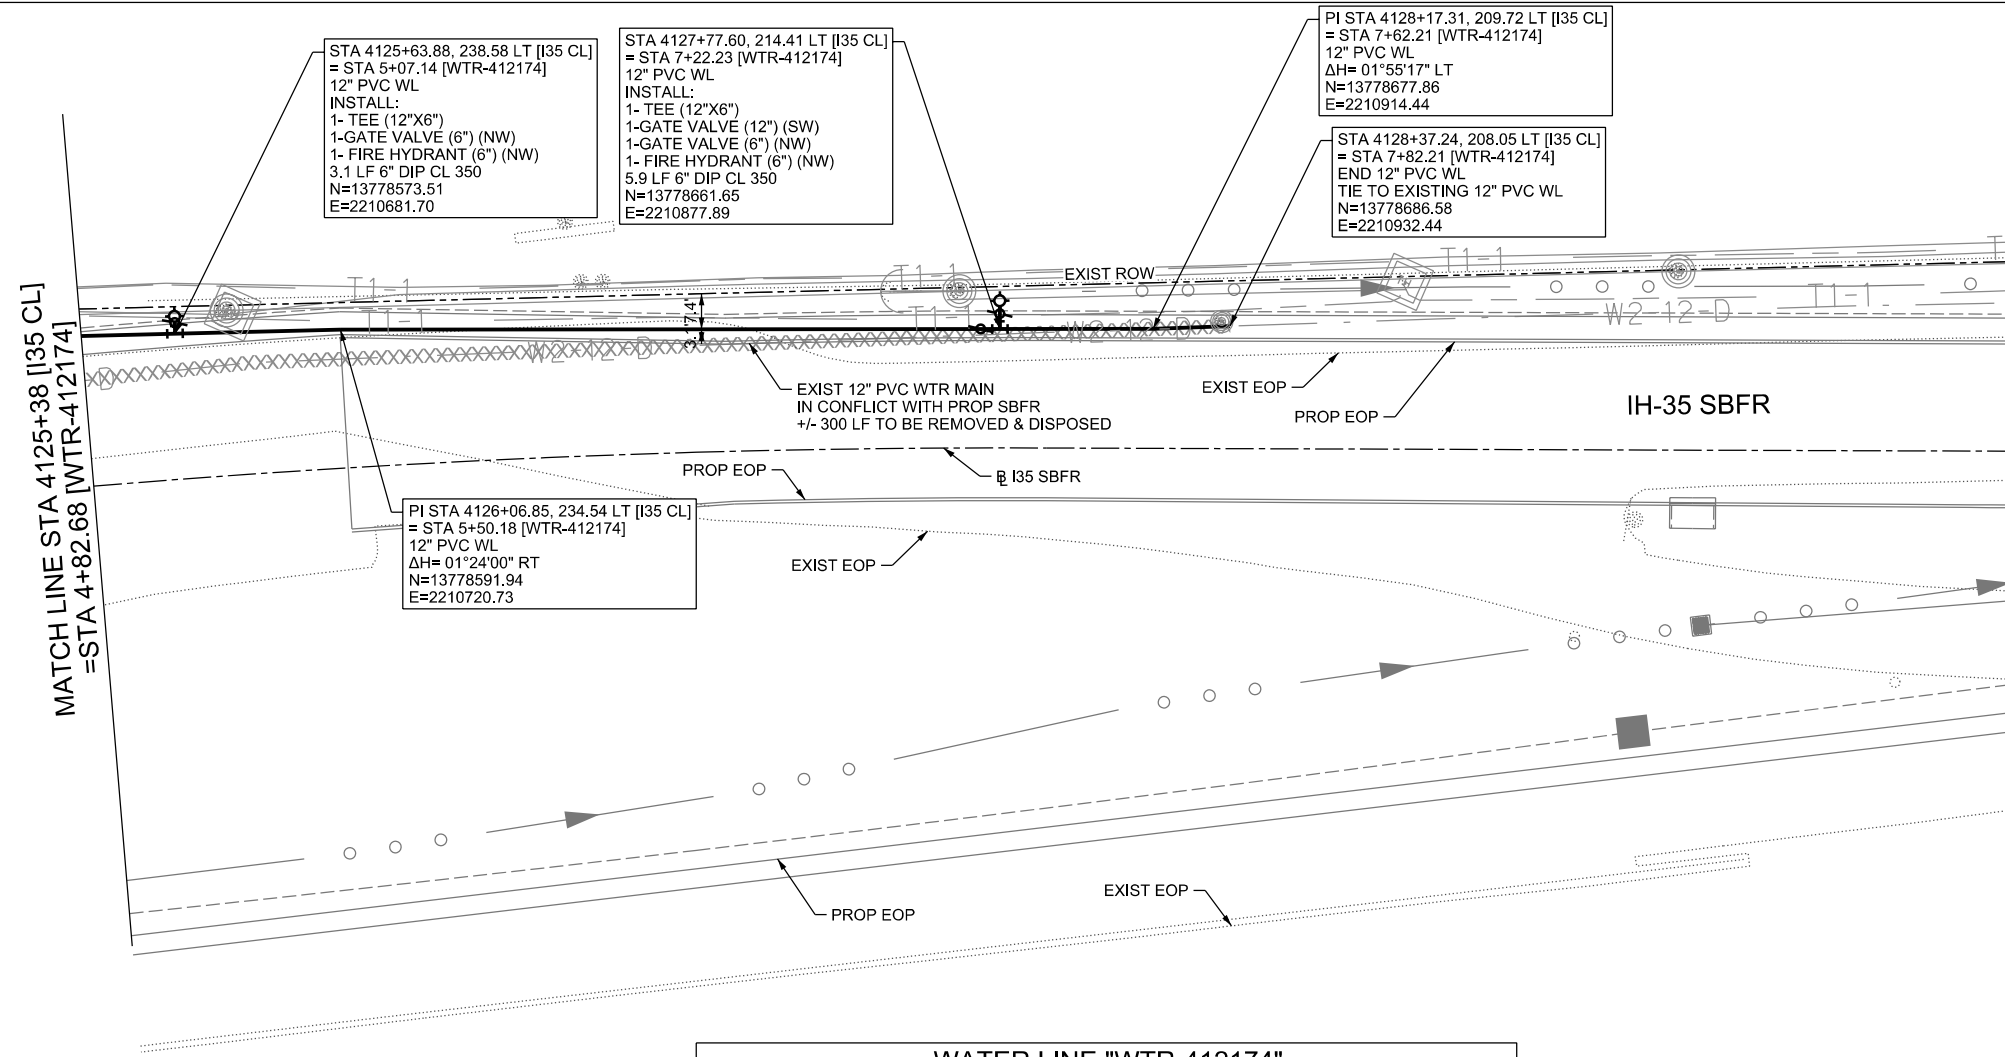 STA 4125+63.88, 238.58 LT [I35 CL]
= STA 5+07.14 [WTR-412174]
12" PVC WL
INSTALL:
1- TEE (12"X6")
1-GATE VALVE (6") (NW)
1- FIRE HYDRANT (6") (NW)
3.1 LF 6" DIP CL 350
N=13778573.51
E=2210681.70
STA 4127+77.60, 214.41 LT [I35 CL]
= STA 7+22.23 [WTR-412174]
12" PVC WL
INSTALL:
1- TEE (12"X6")
1-GATE VALVE (12") (SW)
1-GATE VALVE (6") (NW)
1- FIRE HYDRANT (6") (NW)
5.9 LF 6" DIP CL 350
N=13778661.65
E=2210877.89
PI STA 4128+17.31, 209.72 LT [I35 CL]
= STA 7+62.21 [WTR-412174]
12" PVC WL
ΔH= 01°55'17" LT
N=13778677.86
E=2210914.44
STA 4128+37.24, 208.05 LT [I35 CL]
= STA 7+82.21 [WTR-412174]
END 12" PVC WL
TIE TO EXISTING 12" PVC WL
N=13778686.58
E=2210932.44
MATCH LINE STA 4125+38 [I35 CL]
=STA 4+82.68 [WTR-412174]
T1-1
T1-1
EXIST ROW
T1-1
T
T1-1
T1-1
T1-1
7.4'
3.1'
W2-12-D
W2-12-D
W2-12-D
D
EXIST 12" PVC WTR MAIN
IN CONFLICT WITH PROP SBFR
+/- 300 LF TO BE REMOVED & DISPOSED
EXIST EOP
PROP EOP
IH-35 SBFR
PROP EOP
BL I35 SBFR
PI STA 4126+06.85, 234.54 LT [I35 CL]
= STA 5+50.18 [WTR-412174]
12" PVC WL
ΔH= 01°24'00" RT
N=13778591.94
E=2210720.73
EXIST EOP
PROP EOP
EXIST EOP
WATER LINE "WTR-412174"